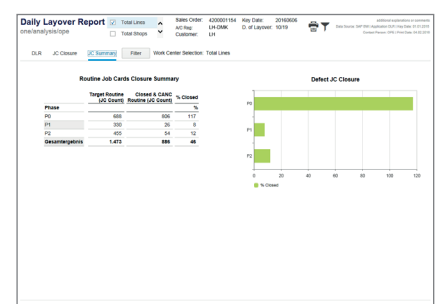 Daily Layover Report
one/analysis/ope
Total Lines
Total Shops
Sales Order: 4200001154
A/C Reg: LH-DMK
Customer: LH
Key Date: 20160606
D. of Layover: 10/19
DLR JC Closure JC Summary Filter Work Center Selection: Total Lines
Routine Job Cards Closure Summary
Target Routine (JC Count) Closed & CANC Routine (JC Count) % Closed
Phase %
P0 688 806 117
P1 330 26 8
P2 455 54 12
Gesamtergebnis 1.473 886 46
Defect JC Closure
P0
P1
P2
0 20 40 60 80 100 120
% Closed